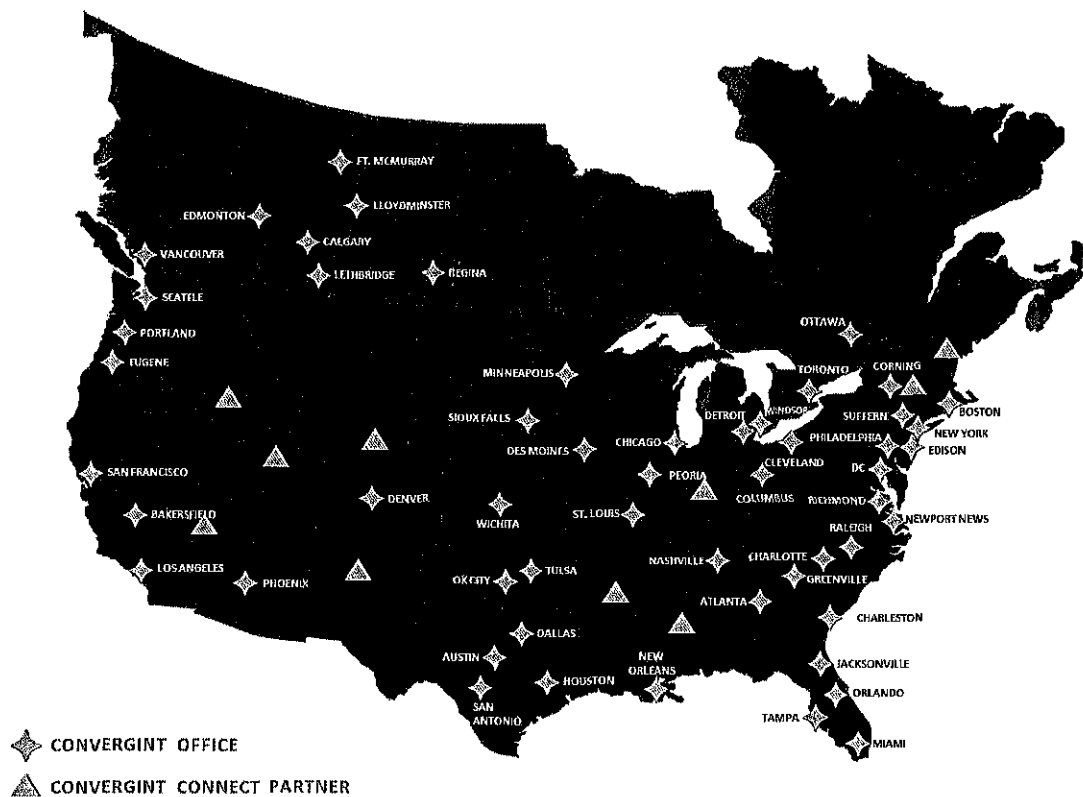 FT. MCMURRAY
LLOYDMINSTER
EDMONTON
CALGARY
VANCOUVER
LETHBRIDGE
REGINA
SEATTLE
OTTAWA
PORTLAND
EUGENE
MINNEAPOLIS
TORONTO
CORNING
SIOUX FALLS
DETROIT
WINDSOR
SUFFERN
BOSTON
NEW YORK
DES MOINES
CHICAGO
PHILADELPHIA
EDISON
SAN FRANCISCO
PEORIA
CLEVELAND
DC
DENVER
COLUMBUS
RICHMOND
BAKERSFIELD
WICHITA
ST. LOUIS
NEWPORT NEWS
RALEIGH
LOS ANGELES
PHOENIX
OK CITY
TULSA
NASHVILLE
CHARLOTTE
GREENVILLE
ATLANTA
CHARLESTON
DALLAS
AUSTIN
NEW
ORLEANS
JACKSONVILLE
HOUSTON
ORLANDO
SAN
ANTONIO
TAMPA
MIAMI
CONVERGINT OFFICE
CONVERGINT CONNECT PARTNER